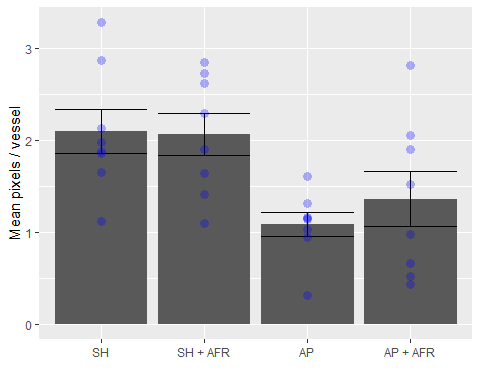 Mean pixels / vessel
3
2
1
0
SH
SH + AFR
AP
AP + AFR